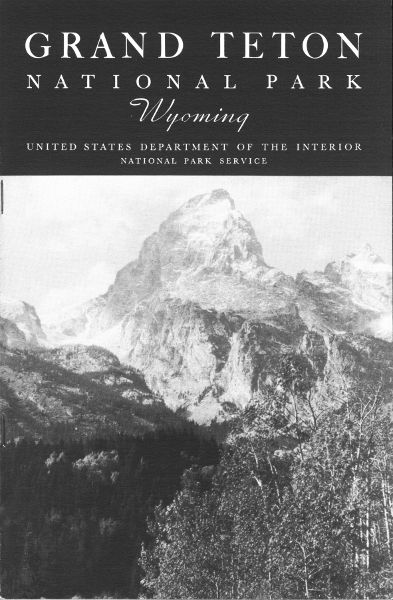 GRAND TETON
NATIONAL PARK
Wyoming
UNITED STATES DEPARTMENT OF THE INTERIOR
NATIONAL PARK SERVICE